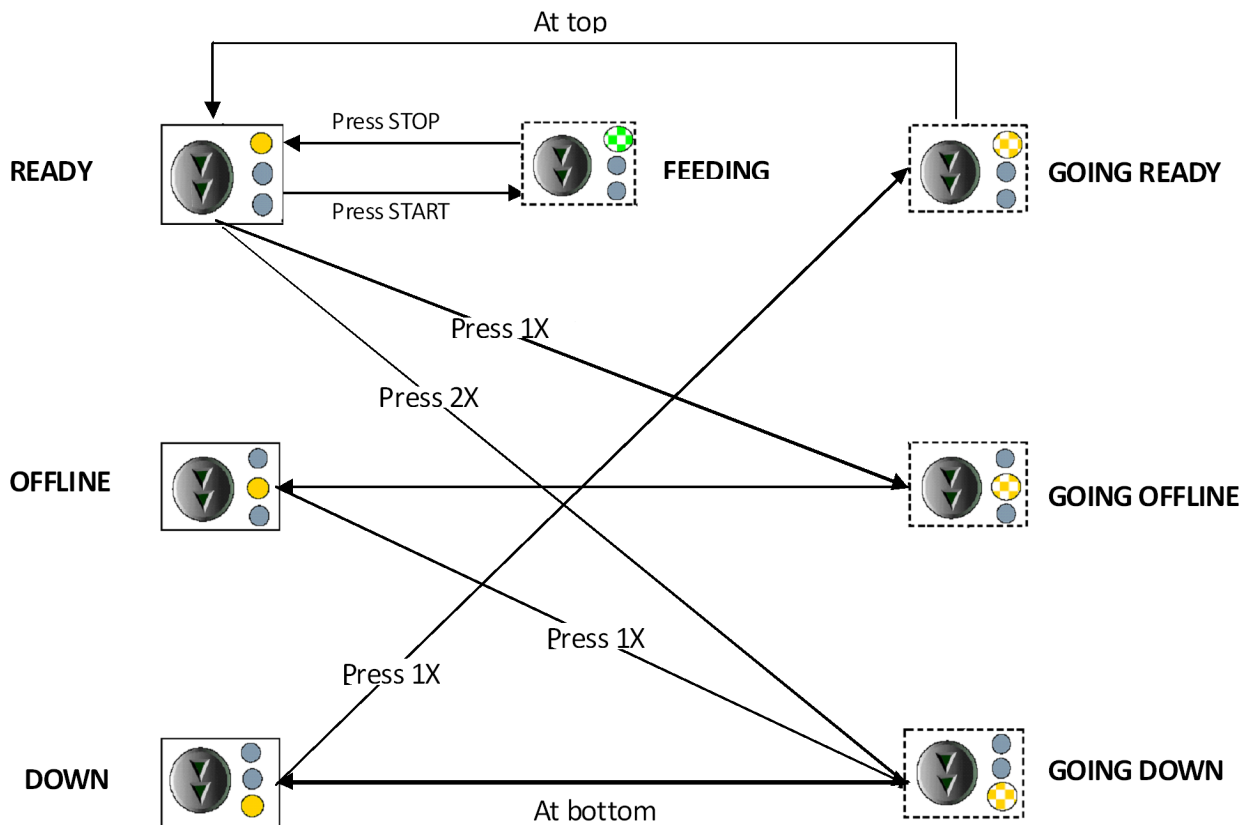 At top
Press STOP
READY
FEEDING
GOING READY
Press START
Press 1X
Press 2X
OFFLINE
GOING OFFLINE
Press 1X
Press 1X
DOWN
GOING DOWN
At bottom